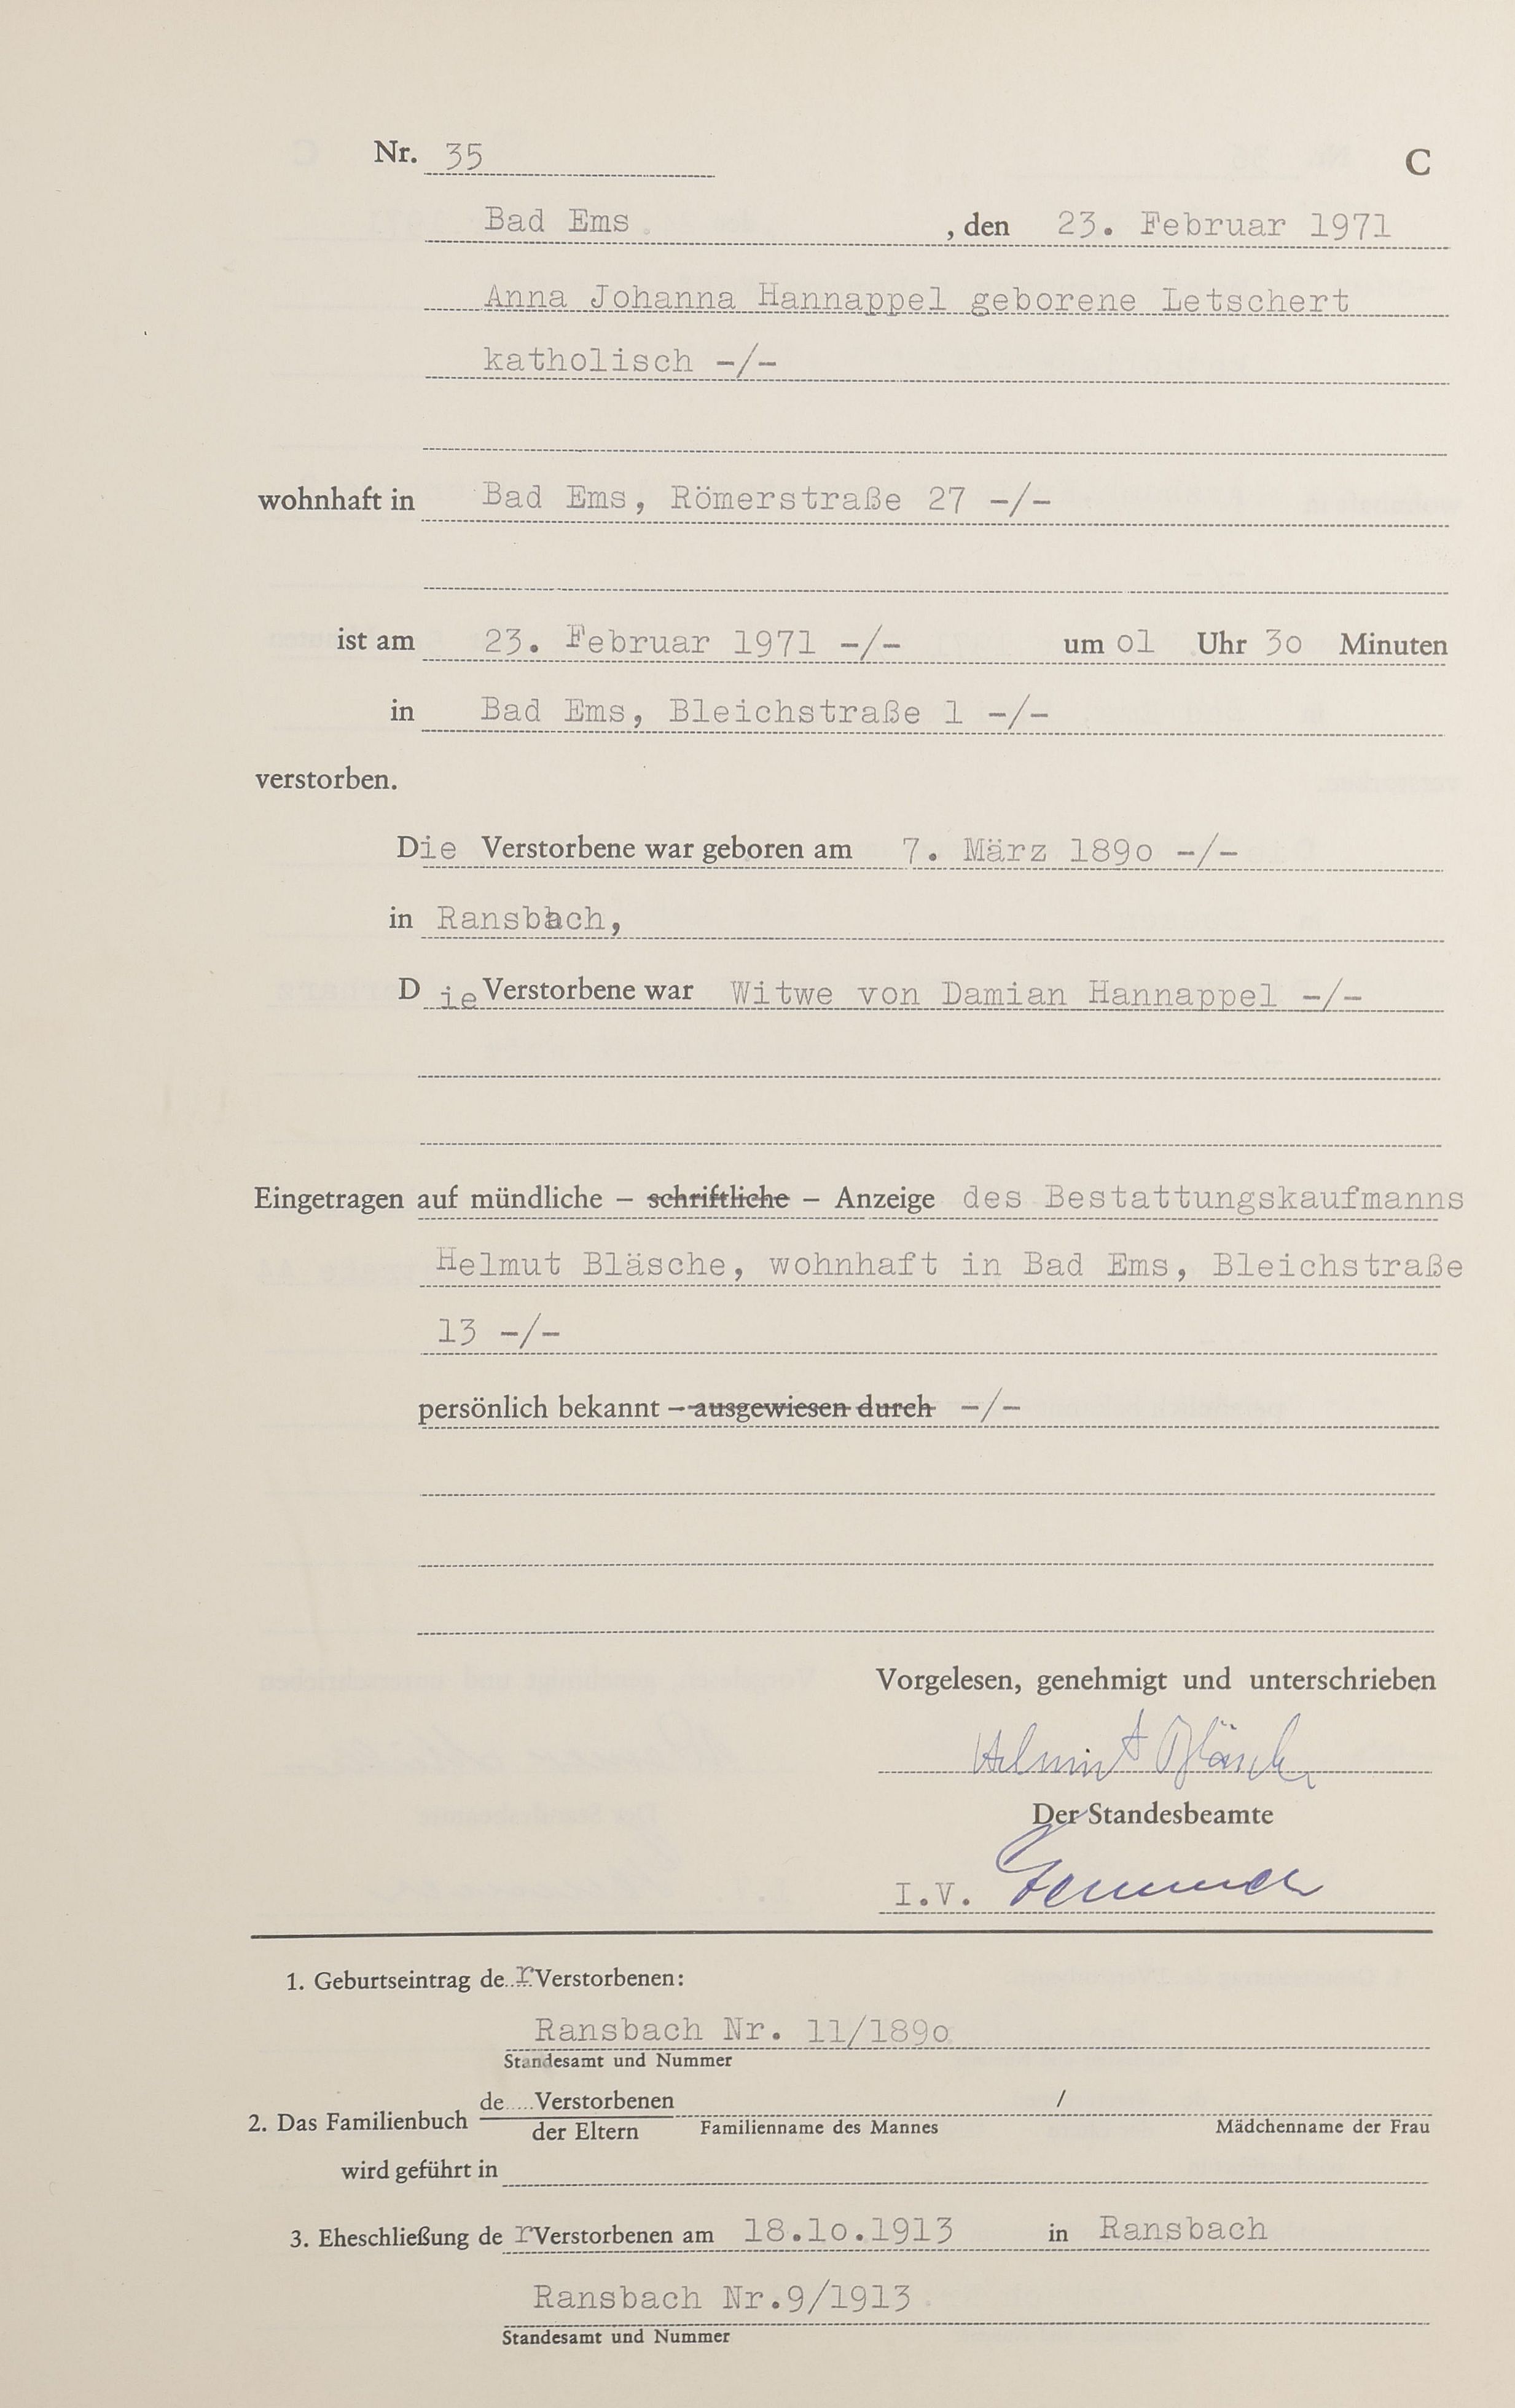 Nr. 35 C
Bad Ems , den 23. Februar 1971
Anna Johanna Hannappel geborene Letschert
katholisch -/-
wohnhaft in Bad Ems, Römerstraße 27 -/-
ist am 23. Februar 1971 -/- um o1 Uhr 3o Minuten
in Bad Ems, Bleichstraße 1 -/-
verstorben.
Die Verstorbene war geboren am 7. März 189o -/-
in Ransbach,
Die Verstorbene war Witwe von Damian Hannappel -/-
Eingetragen auf mündliche – schriftliche – Anzeige des Bestattungskaufmanns
Helmut Bläsche, wohnhaft in Bad Ems, Bleichstraße
13 -/-
persönlich bekannt – ausgewiesen durch -/-
Vorgelesen, genehmigt und unterschrieben
Helmut Bläsche
Der Standesbeamte
I.V.
1. Geburtseintrag der Verstorbenen:
Ransbach Nr. 11/189o
Standesamt und Nummer
2. Das Familienbuch de.... Verstorbenen /
der Eltern Familienname des Mannes Mädchenname der Frau
wird geführt in
3. Eheschließung der Verstorbenen am 18.1o.1913 in Ransbach
Ransbach Nr.9/1913
Standesamt und Nummer